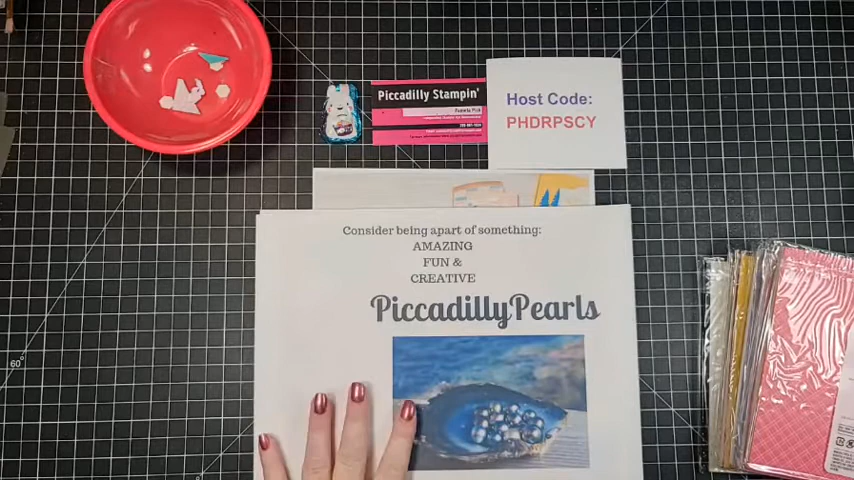 Piccadilly Stampin'
Host Code:
PHDRPSCY
Consider being apart of something:
AMAZING
FUN &
CREATIVE
PiccadillyPearls
60°